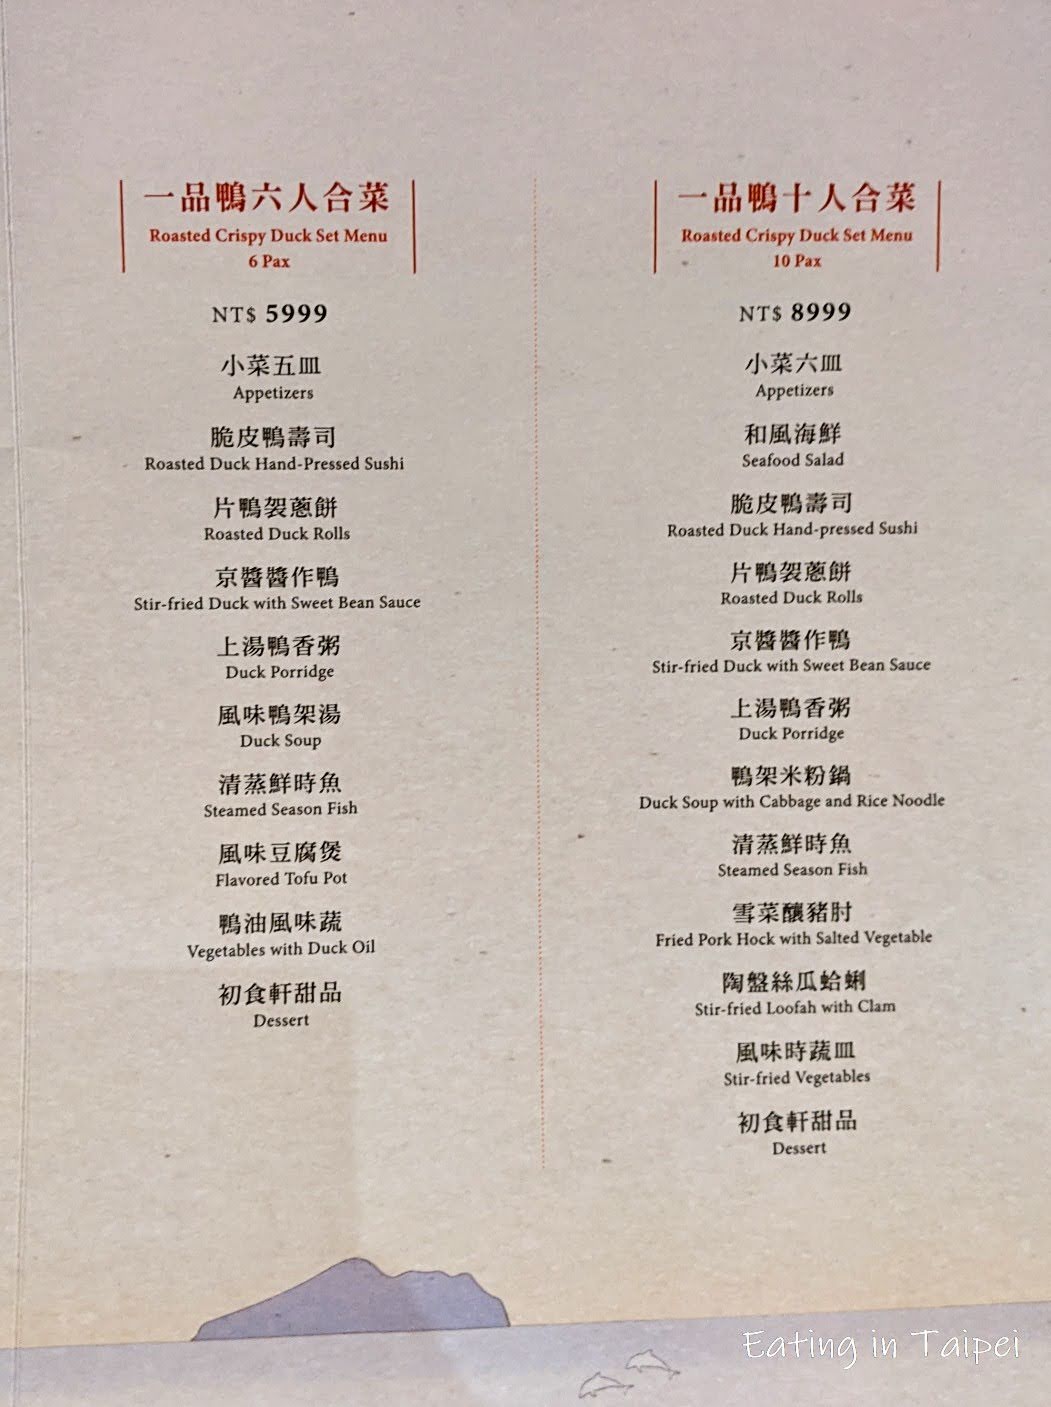 一品鴨六人合菜
Roasted Crispy Duck Set Menu
6 Pax
NT$ 5999
小菜五皿
Appetizers
脆皮鴨壽司
Roasted Duck Hand-Pressed Sushi
片鴨袈蔥餅
Roasted Duck Rolls
京醬醬作鴨
Stir-fried Duck with Sweet Bean Sauce
上湯鴨香粥
Duck Porridge
風味鴨架湯
Duck Soup
清蒸鮮時魚
Steamed Season Fish
風味豆腐煲
Flavored Tofu Pot
鴨油風味蔬
Vegetables with Duck Oil
初食軒甜品
Dessert
一品鴨十人合菜
Roasted Crispy Duck Set Menu
10 Pax
NT$ 8999
小菜六皿
Appetizers
和風海鮮
Seafood Salad
脆皮鴨壽司
Roasted Duck Hand-pressed Sushi
片鴨袈蔥餅
Roasted Duck Rolls
京醬醬作鴨
Stir-fried Duck with Sweet Bean Sauce
上湯鴨香粥
Duck Porridge
鴨架米粉鍋
Duck Soup with Cabbage and Rice Noodle
清蒸鮮時魚
Steamed Season Fish
雪菜釀豬肘
Fried Pork Hock with Salted Vegetable
陶盤絲瓜蛤蜊
Stir-fried Loofah with Clam
風味時蔬皿
Stir-fried Vegetables
初食軒甜品
Dessert
Eating in Taipei